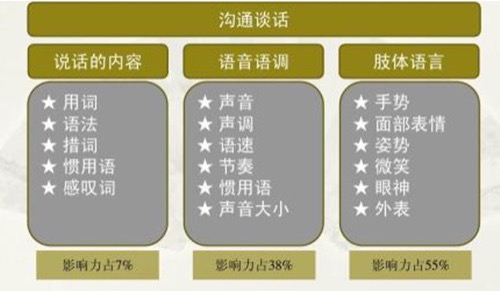 沟通谈话
说话的内容
★ 用词
★ 语法
★ 措词
★ 惯用语
★ 感叹词
影响力占7%
语音语调
★ 声音
★ 声调
★ 语速
★ 节奏
★ 惯用语
★ 声音大小
影响力占38%
肢体语言
★ 手势
★ 面部表情
★ 姿势
★ 微笑
★ 眼神
★ 外表
影响力占55%